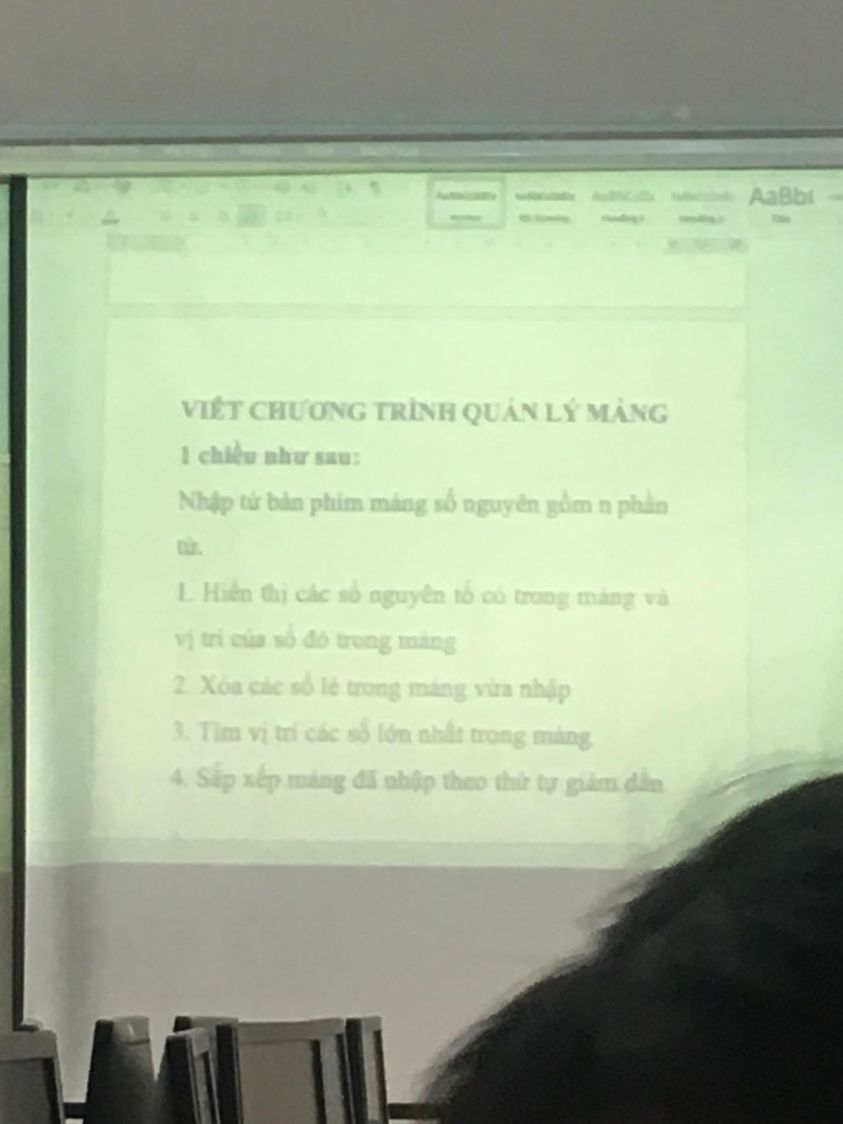 AaBbI
VIẾT CHƯƠNG TRÌNH QUẢN LÝ MẢNG
1 chiều như sau:
Nhập từ bàn phím mảng số nguyên gồm n phần
tử.
1. Hiển thị các số nguyên tố có trong mảng và
vị trí của số đó trong mảng
2. Xóa các số lẻ trong mảng vừa nhập
3. Tìm vị trí các số lớn nhất trong mảng
4. Sắp xếp mảng đã nhập theo thứ tự giảm dần